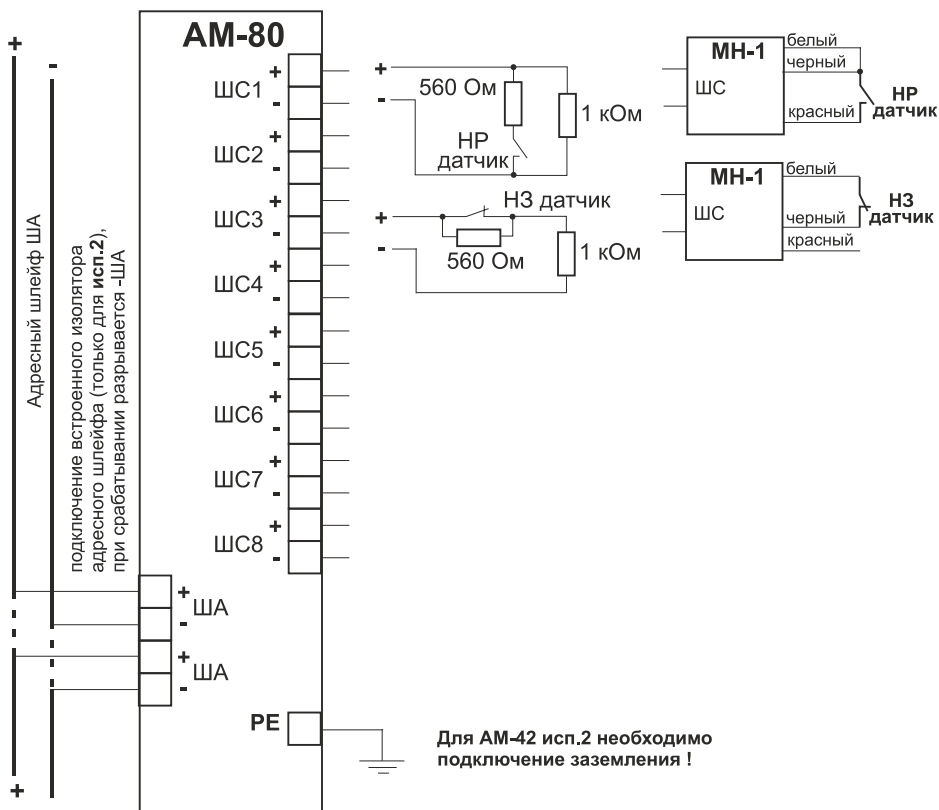 +
-
Адресный шлейф ША
подключение встроенного изолятора
адресного шлейфа (только для исп.2),
при срабатывании разрывается -ША
+
АМ-80
ШС1
+
-
ШС2
+
-
ШС3
+
-
ШС4
+
-
ШС5
+
-
ШС6
+
-
ШС7
+
-
ШС8
+
-
+
ША
-
+
ША
-
PE
+
-
560 Ом
1 кОм
НР
датчик
НЗ датчик
+
-
560 Ом
1 кОм
МН-1
ШС
белый
черный
красный
НР
датчик
МН-1
ШС
белый
черный
красный
НЗ
датчик
Для АМ-42 исп.2 необходимо
подключение заземления !